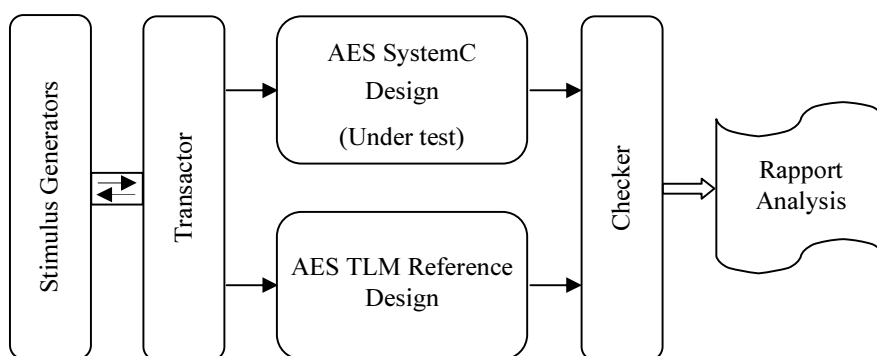 Stimulus Generators
Transactor
AES SystemC
Design
(Under test)
AES TLM Reference
Design
Checker
Rapport
Analysis